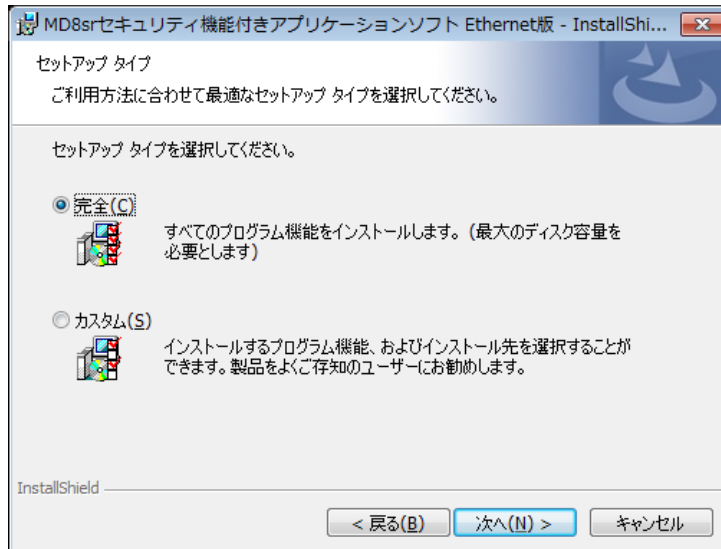 MD8srセキュリティ機能付きアプリケーションソフト Ethernet版 - InstallShi...
セットアップ タイプ
ご利用方法に合わせて最適なセットアップ タイプを選択してください。
セットアップ タイプを選択してください。
完全(C)
すべてのプログラム機能をインストールします。(最大のディスク容量を
必要とします)
カスタム(S)
インストールするプログラム機能、およびインストール先を選択することが
できます。製品をよくご存知のユーザーにお勧めします。
InstallShield
< 戻る(B) 次へ(N) > キャンセル